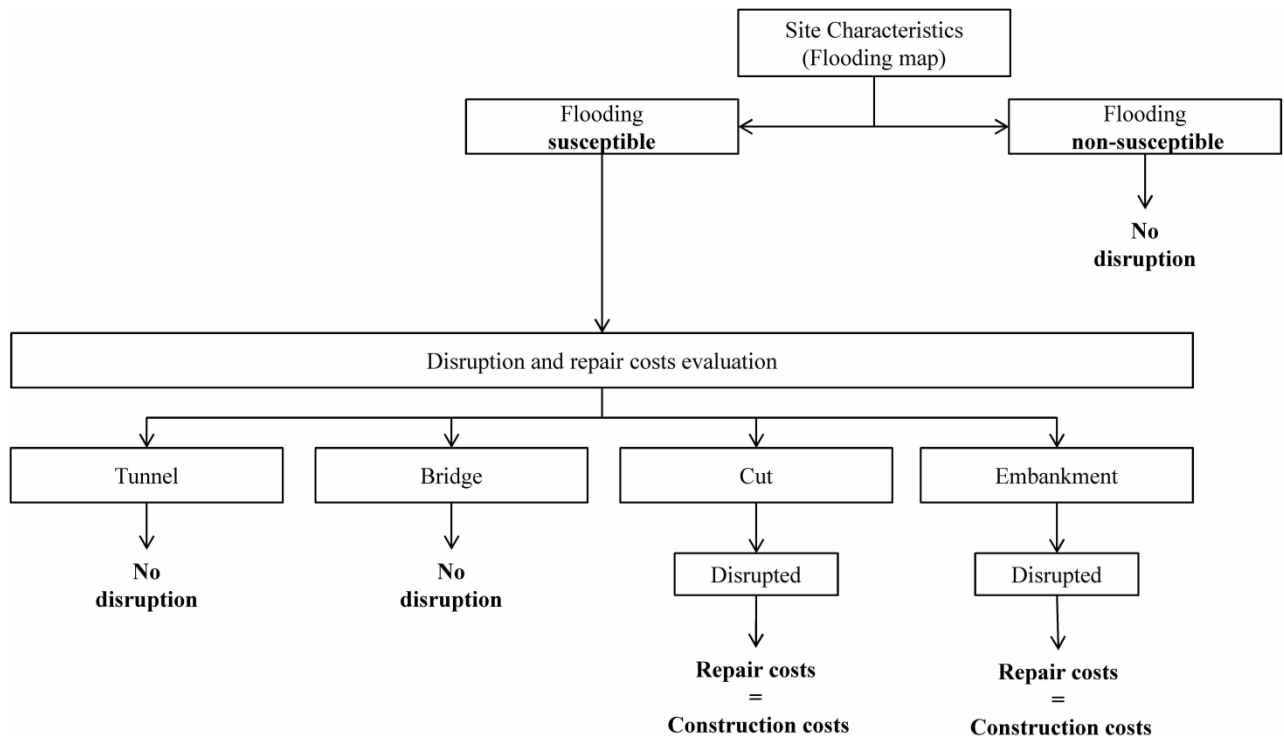 Site Characteristics
(Flooding map)
Flooding
susceptible
Flooding
non-susceptible
No
disruption
Disruption and repair costs evaluation
Tunnel
Bridge
Cut
Embankment
No
disruption
No
disruption
Disrupted
Disrupted
Repair costs
=
Construction costs
Repair costs
=
Construction costs